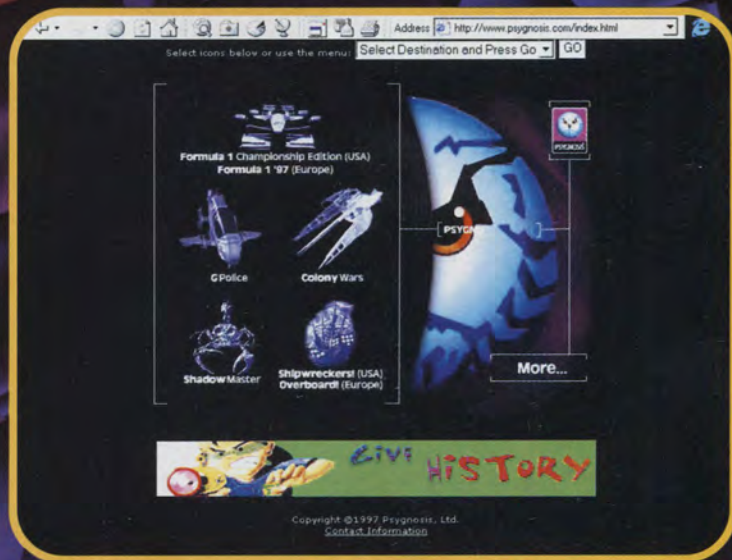 Address http://www.psygnosis.com/index.html
Select icons below or use the menu: Select Destination and Press Go GO
Formula 1 Championship Edition (USA)
Formula 1 '97 (Europe)
G Police
Colony Wars
Shadow Master
Shipwreckers! (USA)
Overboard! (Europe)
PSYGN
PSYGNOSIS
More...
CiVi HiSTORY
Copyright ©1997 Psygnosis, Ltd.
Contact Information